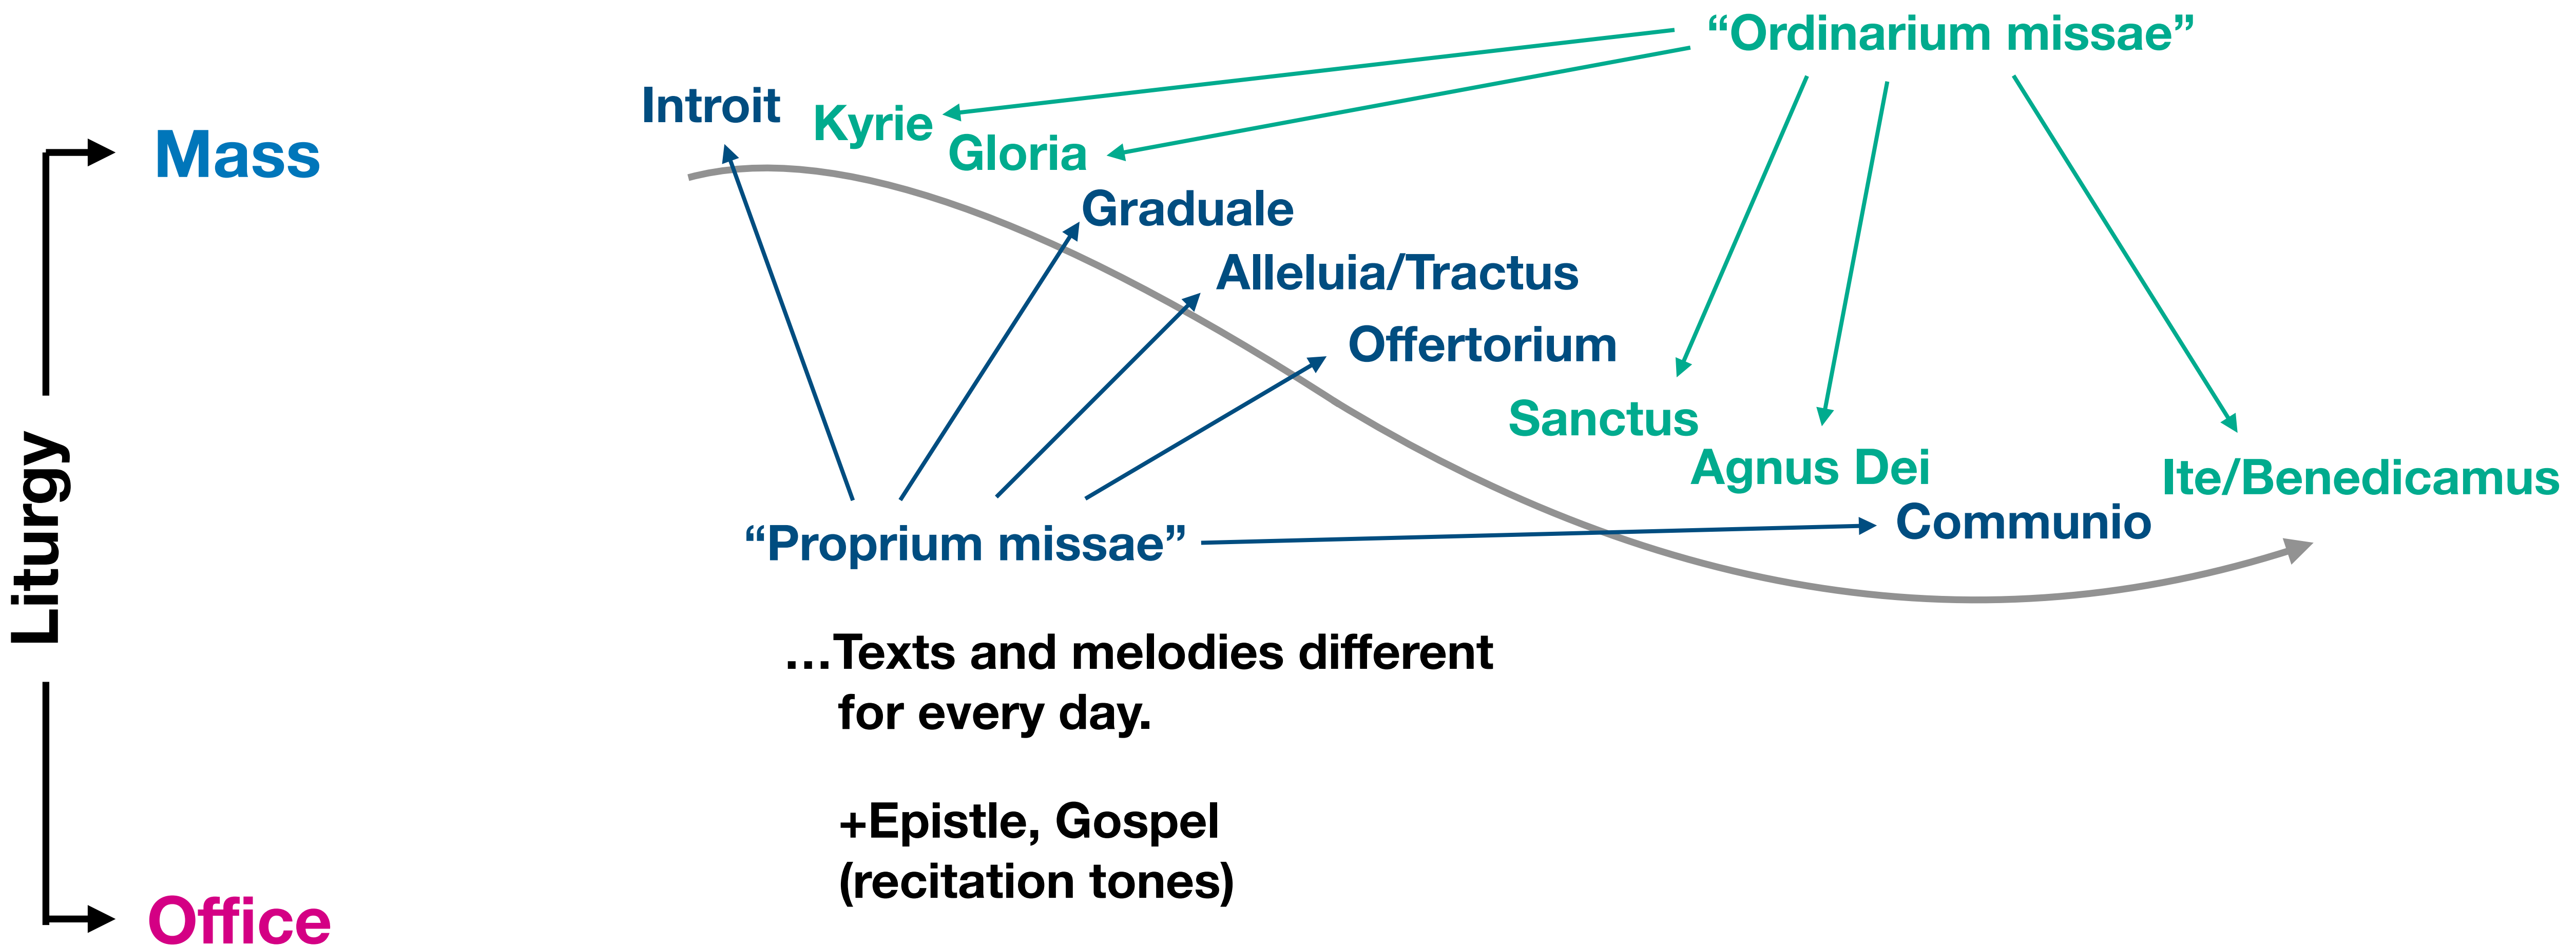 “Ordinarium missae”
Introit
Kyrie
Gloria
Mass
Graduale
Alleluia/Tractus
Offertorium
Sanctus
Agnus Dei
Ite/Benedicamus
Communio
Liturgy
“Proprium missae”
…Texts and melodies different
for every day.
+Epistle, Gospel
(recitation tones)
Office